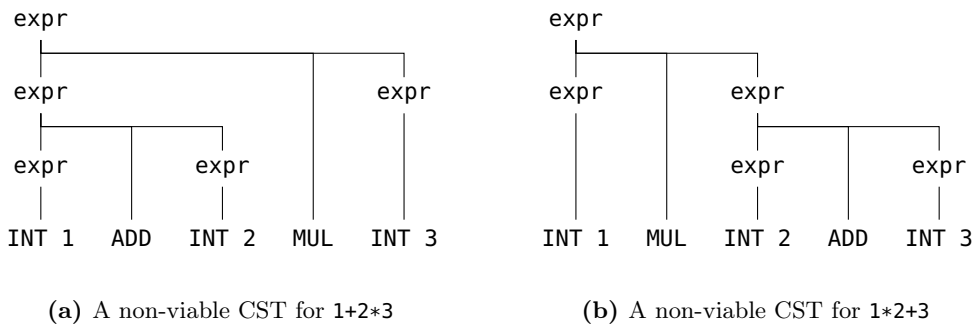 expr expr
expr expr expr expr
expr expr expr expr
INT 1 ADD INT 2 MUL INT 3 INT 1 MUL INT 2 ADD INT 3
(a) A non-viable CST for 1+2*3 (b) A non-viable CST for 1*2+3